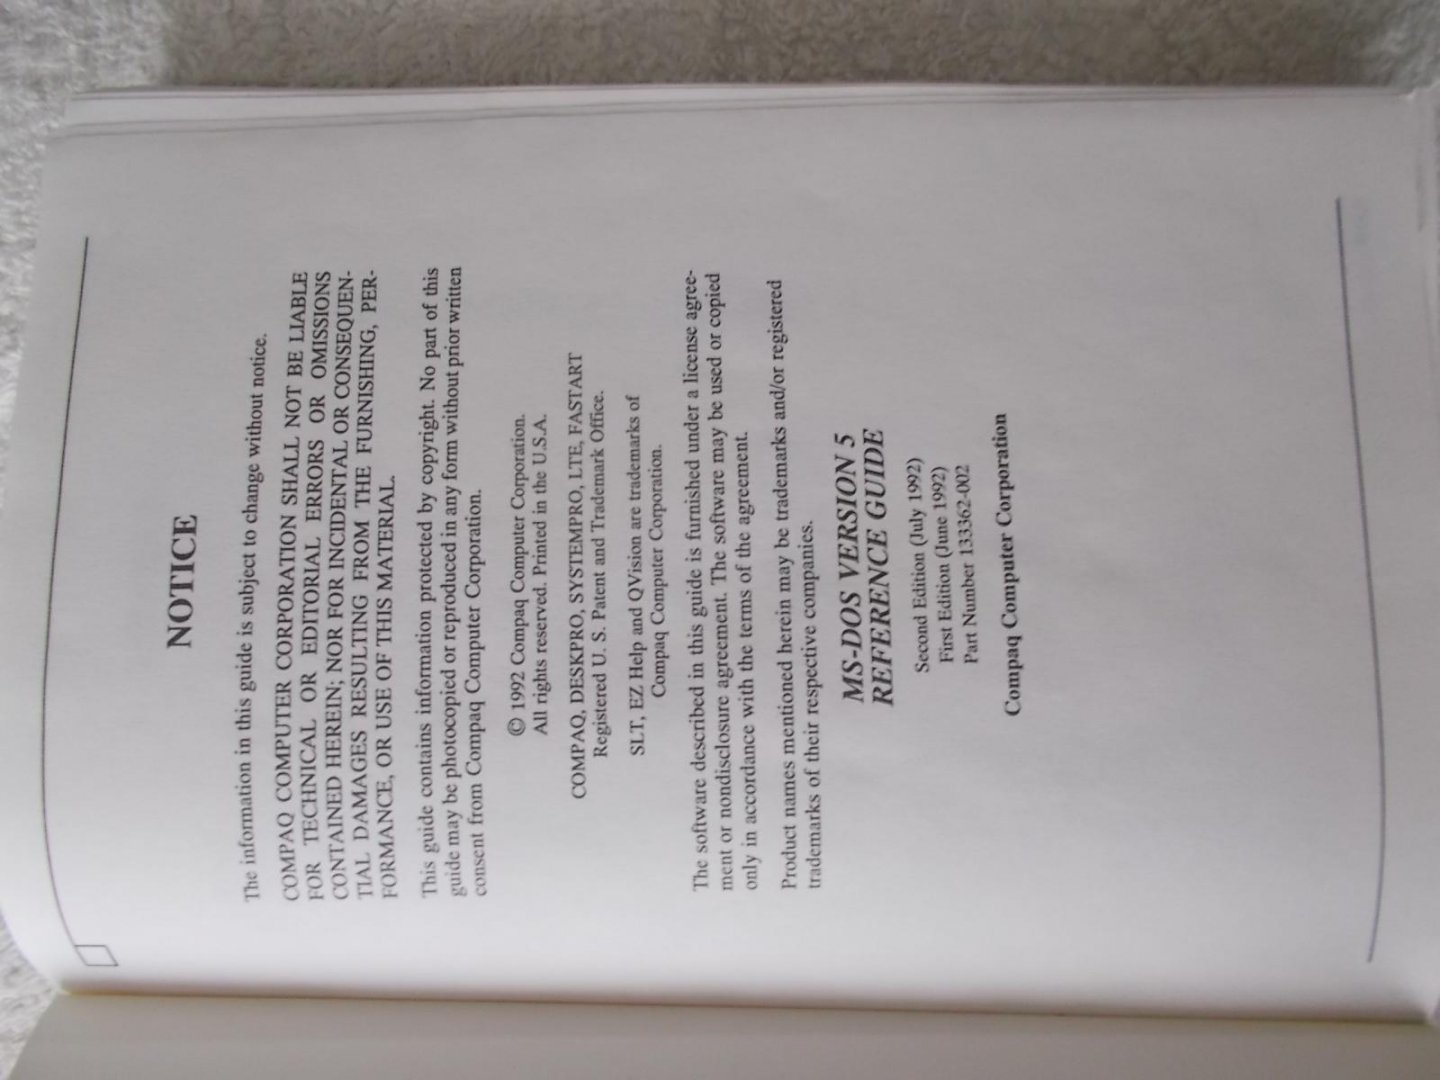 NOTICE
The information in this guide is subject to change without notice.
COMPAQ COMPUTER CORPORATION SHALL NOT BE LIABLE
FOR TECHNICAL OR EDITORIAL ERRORS OR OMISSIONS
CONTAINED HEREIN; NOR FOR INCIDENTAL OR CONSEQUEN-
TIAL DAMAGES RESULTING FROM THE FURNISHING, PER-
FORMANCE, OR USE OF THIS MATERIAL.
This guide contains information protected by copyright. No part of this
guide may be photocopied or reproduced in any form without prior written
consent from Compaq Computer Corporation.
© 1992 Compaq Computer Corporation.
All rights reserved. Printed in the U.S.A.
COMPAQ, DESKPRO, SYSTEMPRO, LTE, FASTART
Registered U. S. Patent and Trademark Office.
SLT, EZ Help and QVision are trademarks of
Compaq Computer Corporation.
The software described in this guide is furnished under a license agree-
ment or nondisclosure agreement. The software may be used or copied
only in accordance with the terms of the agreement.
Product names mentioned herein may be trademarks and/or registered
trademarks of their respective companies.
MS-DOS VERSION 5
REFERENCE GUIDE
Second Edition (July 1992)
First Edition (June 1992)
Part Number 133362-002
Compaq Computer Corporation